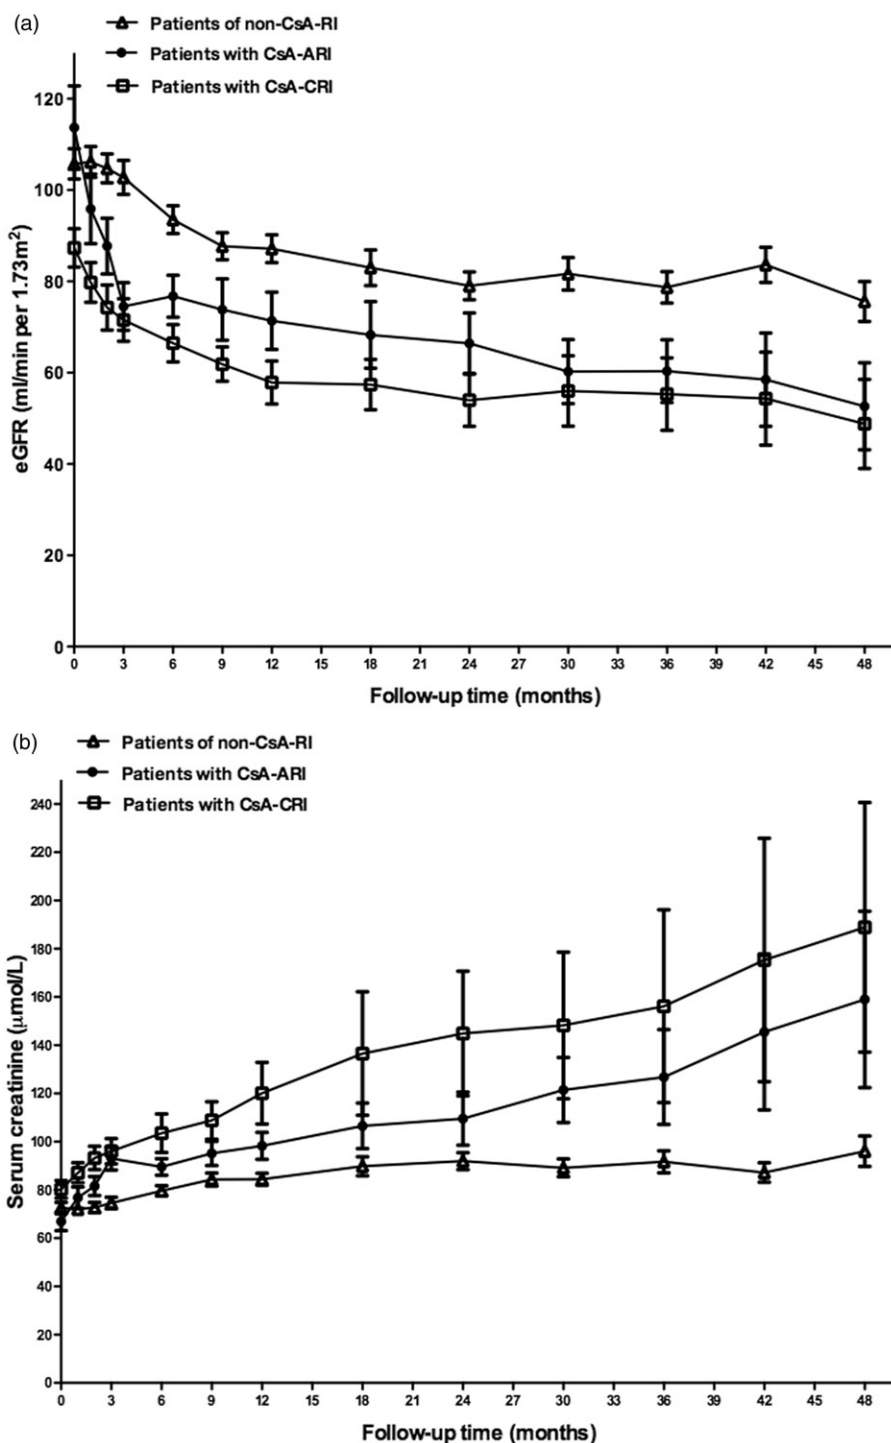 (a)
Patients of non-CsA-RI
Patients with CsA-ARI
Patients with CsA-CRI
eGFR (ml/min per 1.73m²)
120
100
80
60
40
20
0
0 3 6 9 12 15 18 21 24 27 30 33 36 39 42 45 48
Follow-up time (months)
(b)
Patients of non-CsA-RI
Patients with CsA-ARI
Patients with CsA-CRI
Serum creatinine (μmol/L)
240
220
200
180
160
140
120
100
80
60
40
20
0
0 3 6 9 12 15 18 21 24 27 30 33 36 39 42 45 48
Follow-up time (months)